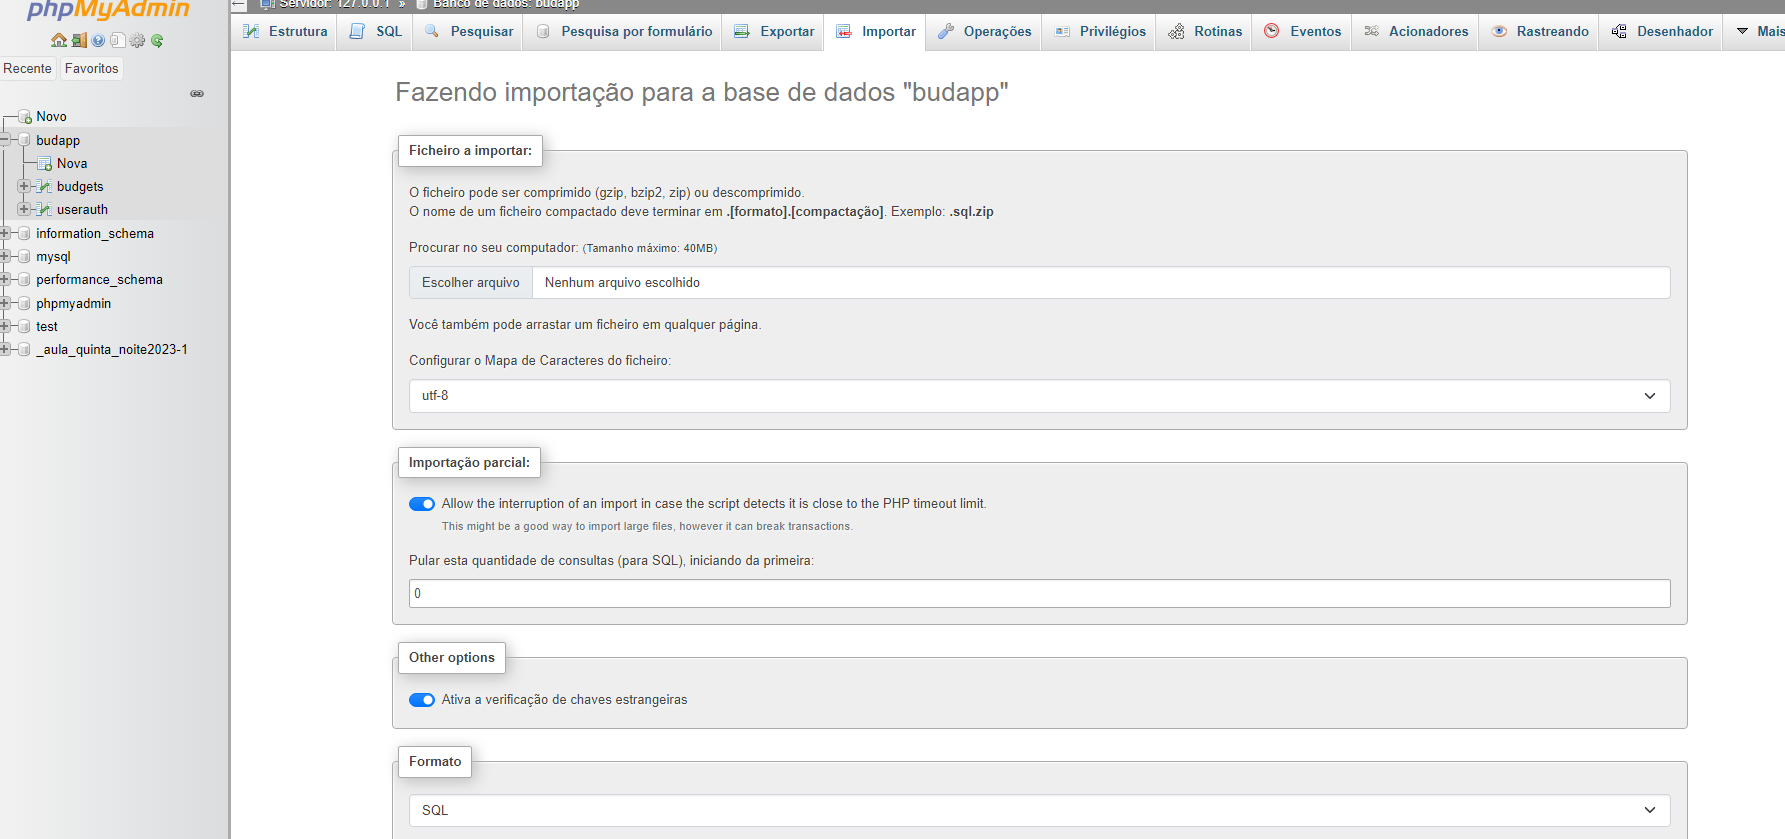 phpMyAdmin
Servidor: 127.0.0.1 » Banco de dados: budapp
Estrutura SQL Pesquisar Pesquisa por formulário Exportar Importar Operações Privilégios Rotinas Eventos Acionadores Rastreando Desenhador Mais
Recente Favoritos
Novo
budapp
Nova
budgets
userauth
information_schema
mysql
performance_schema
phpmyadmin
test
_aula_quinta_noite2023-1
Fazendo importação para a base de dados "budapp"
Ficheiro a importar:
O ficheiro pode ser comprimido (gzip, bzip2, zip) ou descomprimido.
O nome de um ficheiro compactado deve terminar em .[formato].[compactação]. Exemplo: .sql.zip
Procurar no seu computador: (Tamanho máximo: 40MB)
Escolher arquivo Nenhum arquivo escolhido
Você também pode arrastar um ficheiro em qualquer página.
Configurar o Mapa de Caracteres do ficheiro:
utf-8
Importação parcial:
Allow the interruption of an import in case the script detects it is close to the PHP timeout limit.
This might be a good way to import large files, however it can break transactions.
Pular esta quantidade de consultas (para SQL), iniciando da primeira:
0
Other options
Ativa a verificação de chaves estrangeiras
Formato
SQL